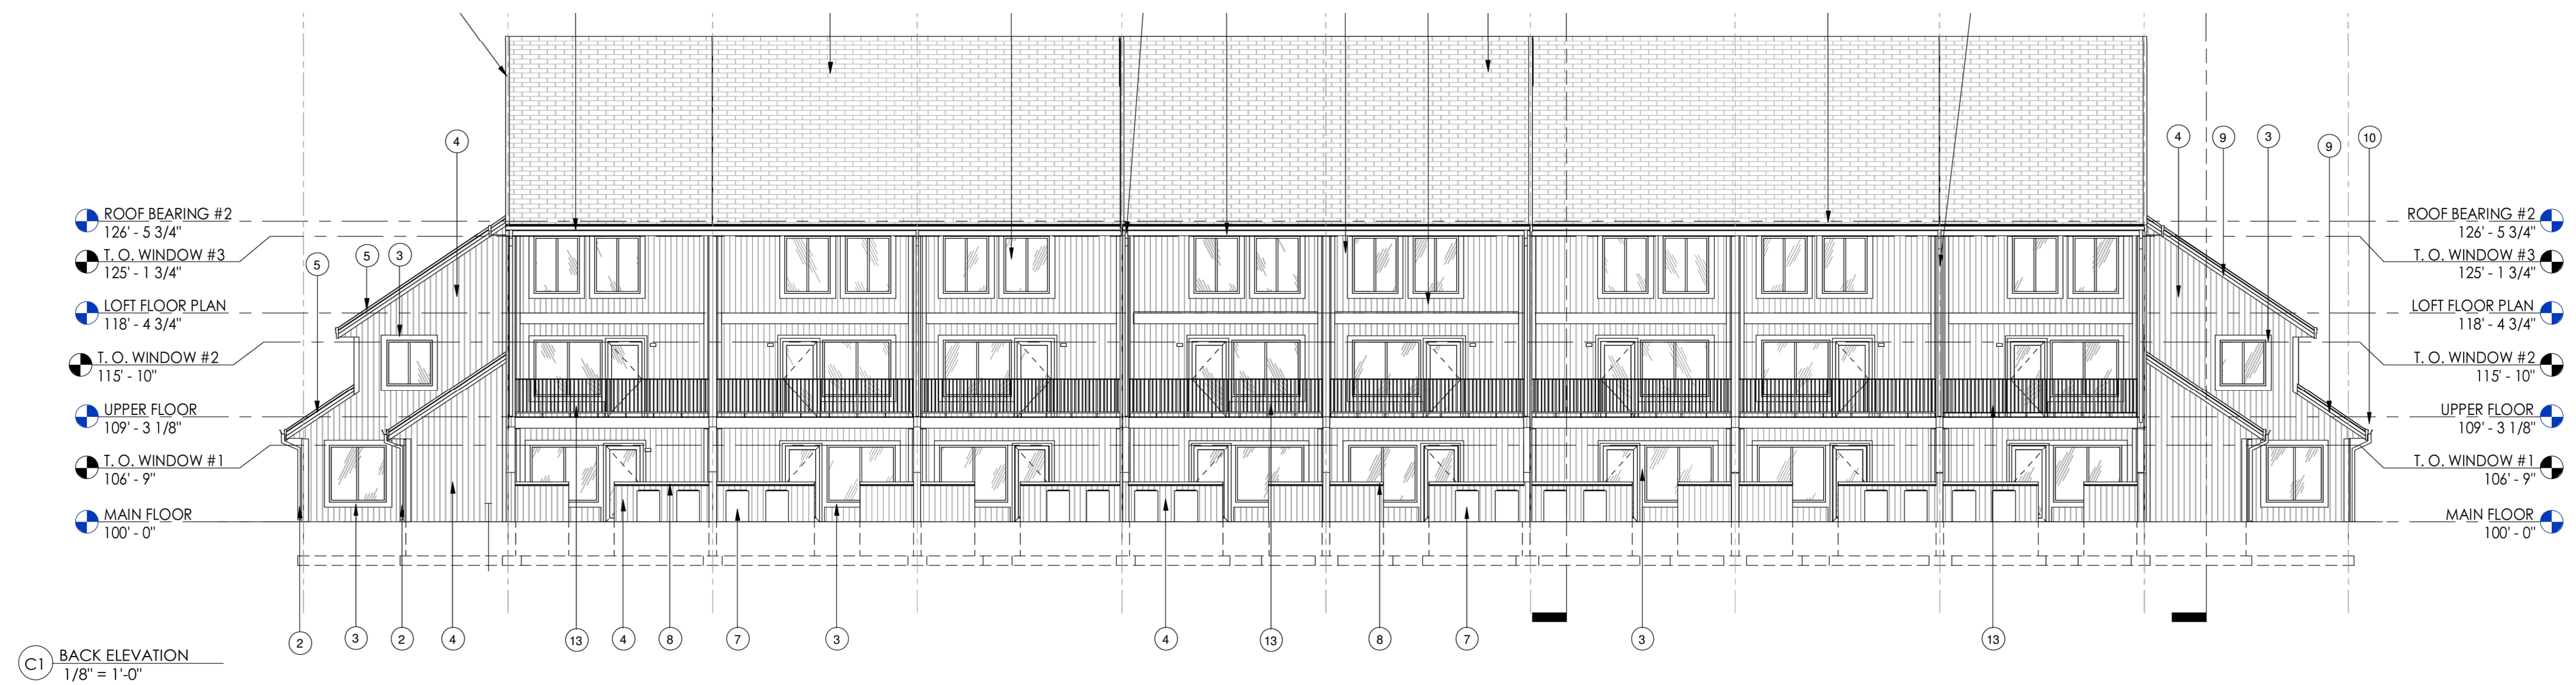 4
4
9
3
9
10
5
5
3
ROOF BEARING #2
126' - 5 3/4"
T. O. WINDOW #3
125' - 1 3/4"
LOFT FLOOR PLAN
118' - 4 3/4"
T. O. WINDOW #2
115' - 10"
UPPER FLOOR
109' - 3 1/8"
T. O. WINDOW #1
106' - 9"
MAIN FLOOR
100' - 0"
ROOF BEARING #2
126' - 5 3/4"
T. O. WINDOW #3
125' - 1 3/4"
LOFT FLOOR PLAN
118' - 4 3/4"
T. O. WINDOW #2
115' - 10"
UPPER FLOOR
109' - 3 1/8"
T. O. WINDOW #1
106' - 9"
MAIN FLOOR
100' - 0"
2
3
2
4
13
4
8
7
3
4
13
8
7
3
13
C1
BACK ELEVATION
1/8" = 1'-0"